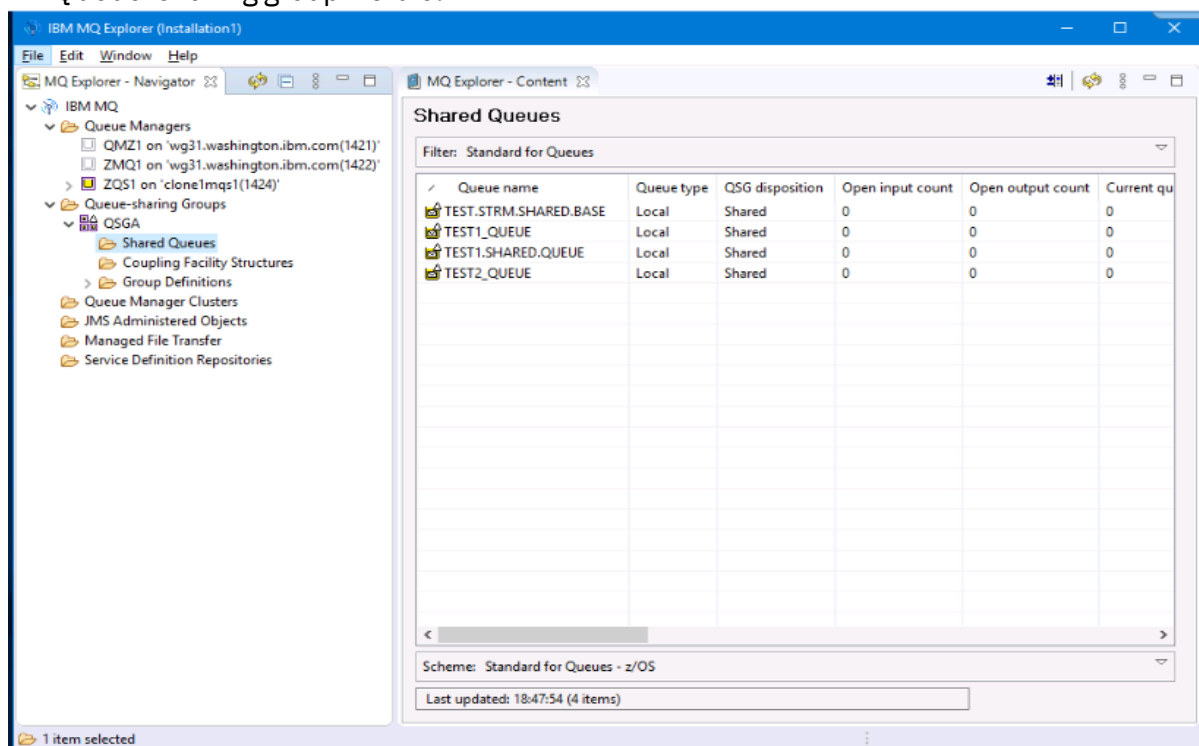 IBM MQ Explorer (Installation1)
File Edit Window Help
MQ Explorer - Navigator
IBM MQ
Queue Managers
QMZ1 on 'wg31.washington.ibm.com(1421)'
ZMQ1 on 'wg31.washington.ibm.com(1422)'
ZQS1 on 'clone1mqs1(1424)'
Queue-sharing Groups
QSGA
Shared Queues
Coupling Facility Structures
Group Definitions
Queue Manager Clusters
JMS Administered Objects
Managed File Transfer
Service Definition Repositories
MQ Explorer - Content
Shared Queues
Filter: Standard for Queues
Queue name Queue type QSG disposition Open input count Open output count Current qu
TEST.STRM.SHARED.BASE Local Shared 0 0 0
TEST1_QUEUE Local Shared 0 0 0
TEST1.SHARED.QUEUE Local Shared 0 0 0
TEST2_QUEUE Local Shared 0 0 0
Scheme: Standard for Queues - z/OS
Last updated: 18:47:54 (4 items)
1 item selected